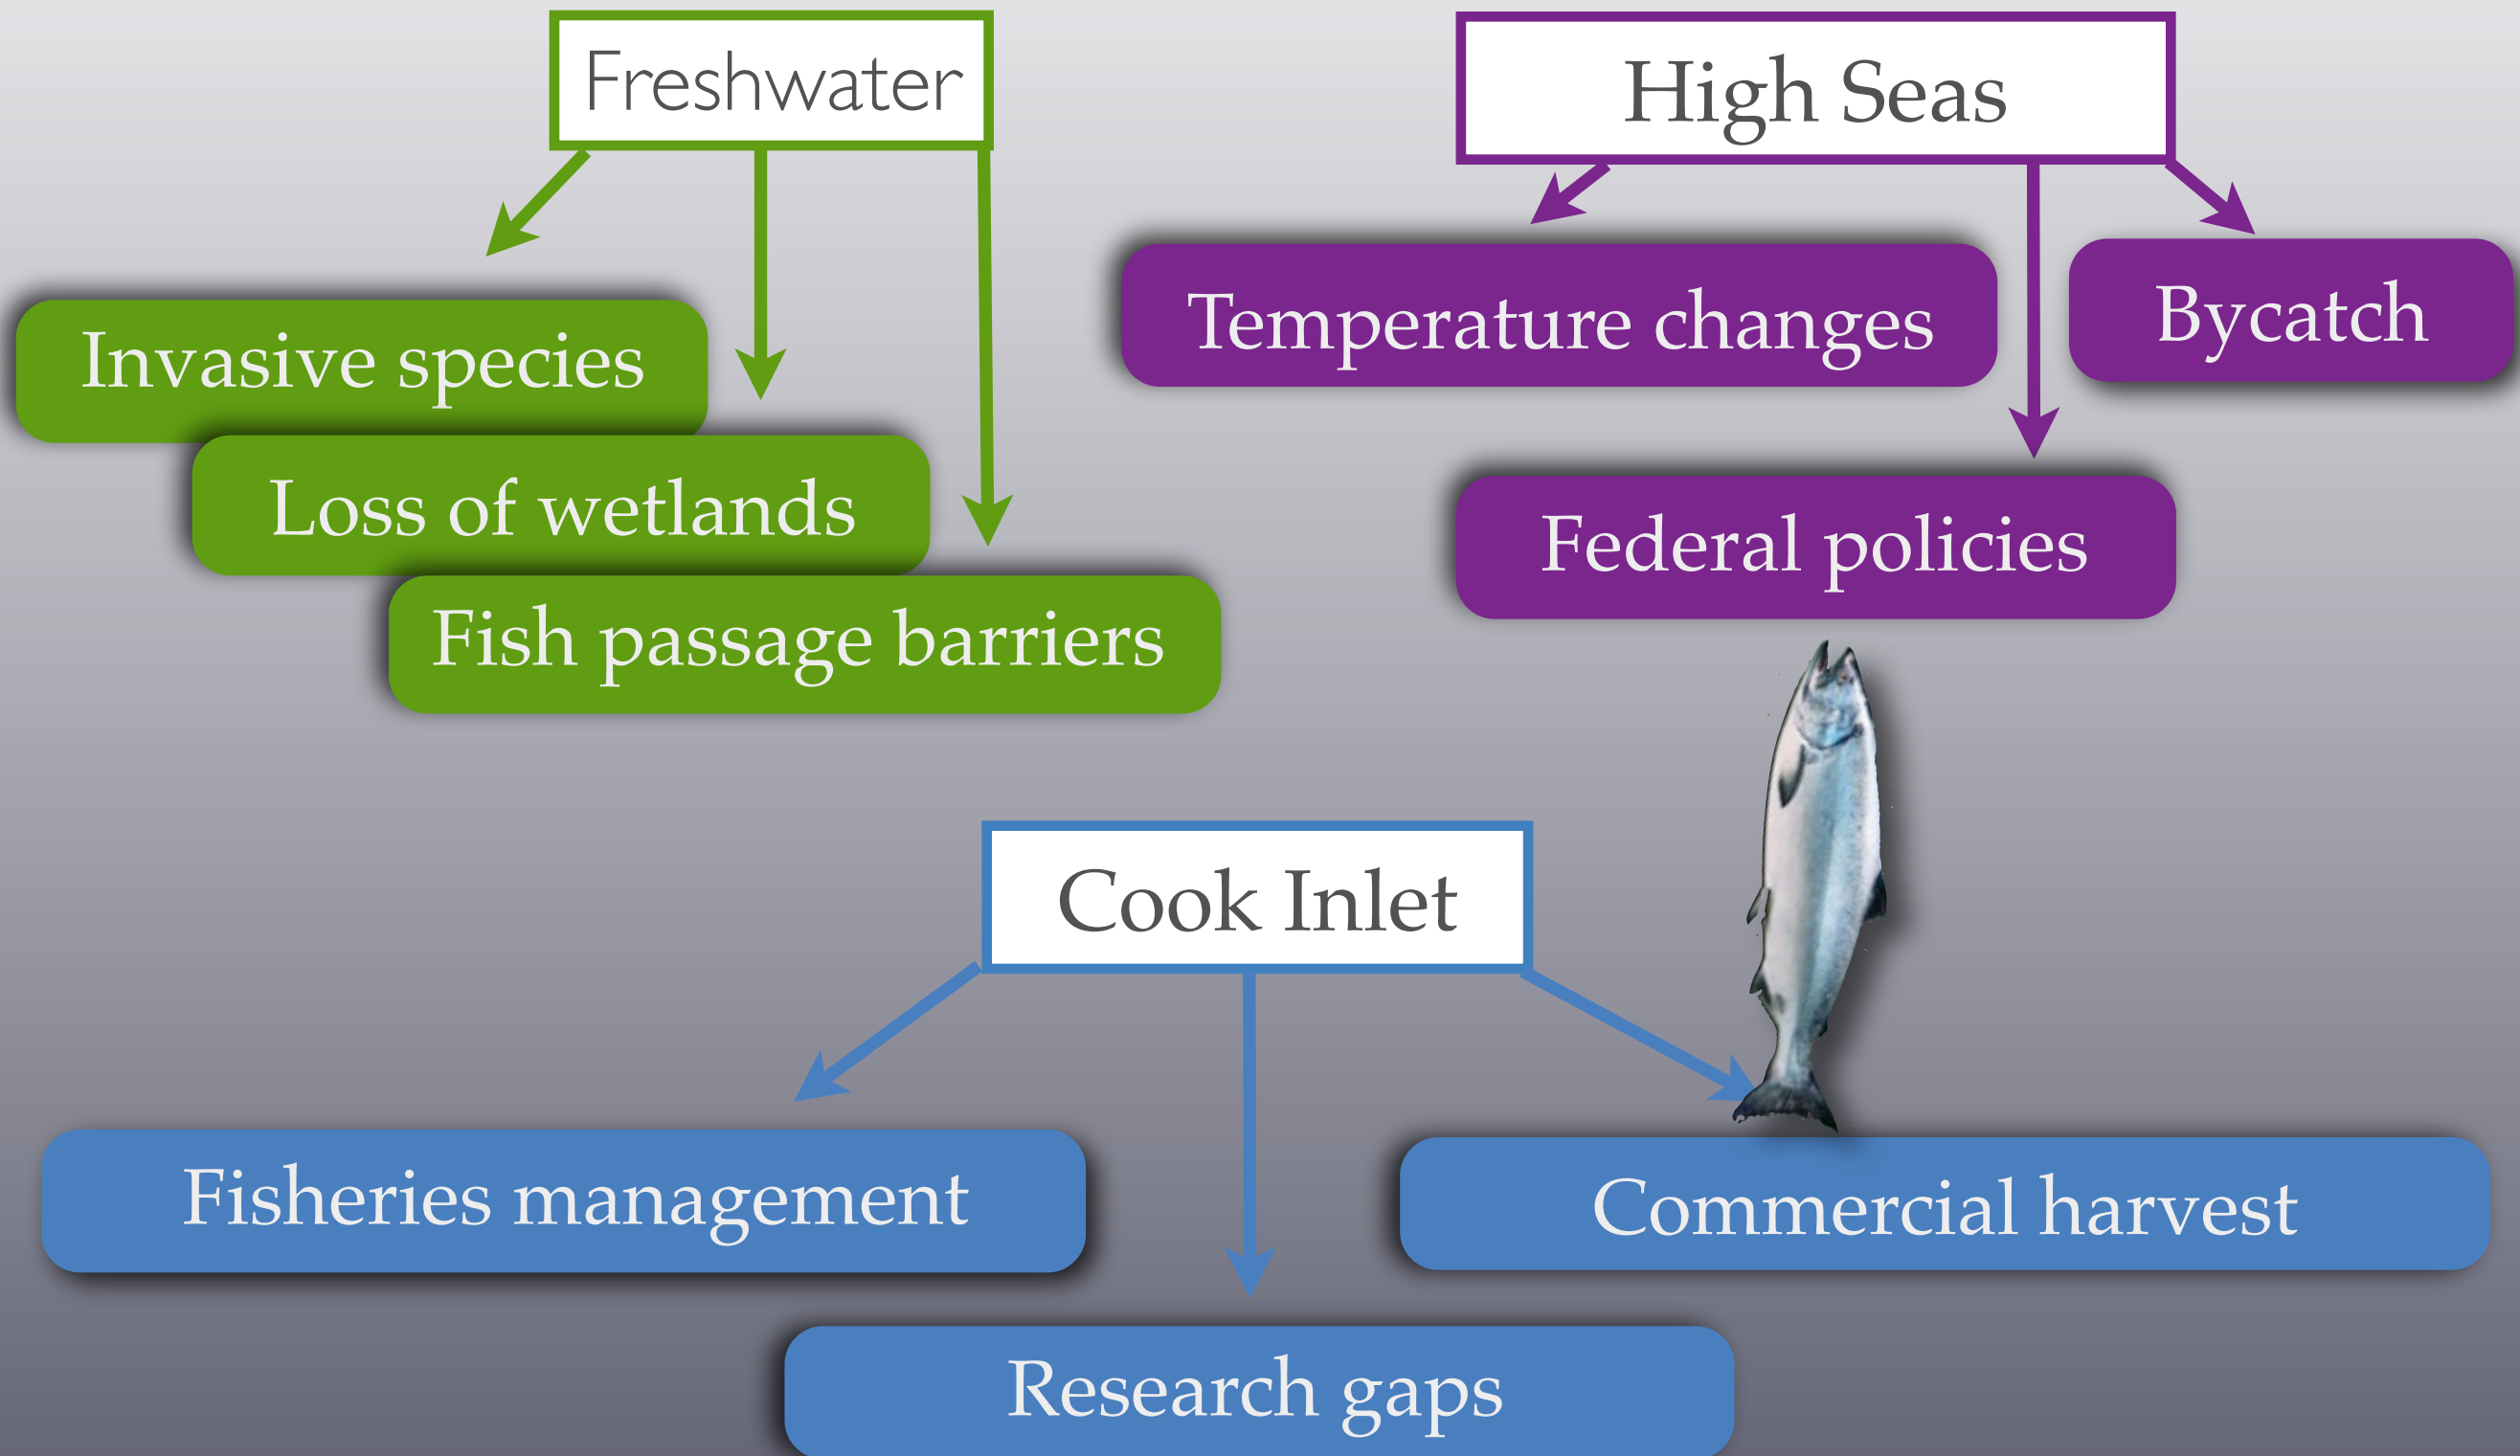 Freshwater
Invasive species
Loss of wetlands
Fish passage barriers
High Seas
Temperature changes
Bycatch
Federal policies
Cook Inlet
Fisheries management
Commercial harvest
Research gaps